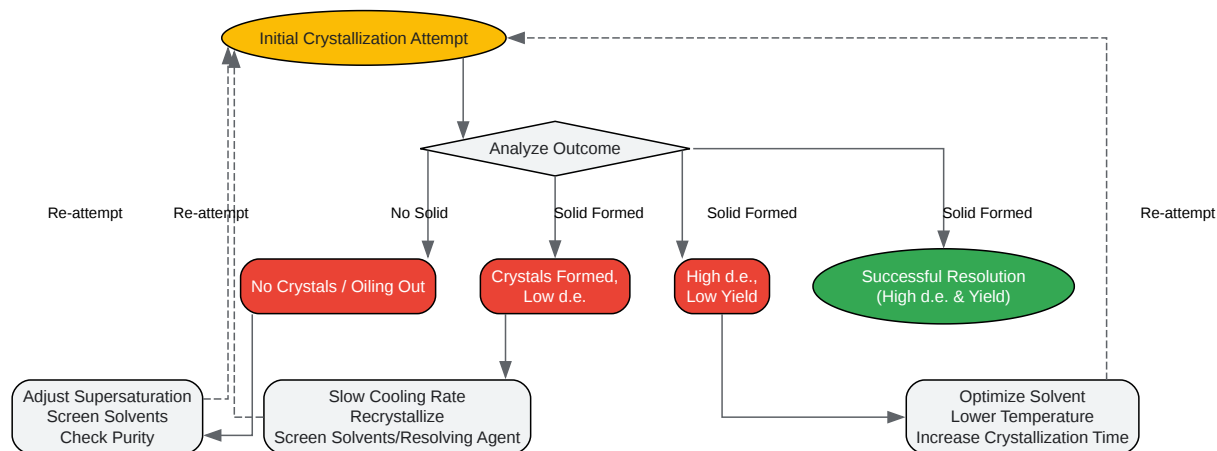 Initial Crystallization Attempt
Analyze Outcome
Re-attempt
Re-attempt
No Solid
Solid Formed
Solid Formed
Solid Formed
Re-attempt
No Crystals / Oiling Out
Crystals Formed,
Low d.e.
High d.e.,
Low Yield
Successful Resolution
(High d.e. & Yield)
Adjust Supersaturation
Screen Solvents
Check Purity
Slow Cooling Rate
Recrystallize
Screen Solvents/Resolving Agent
Optimize Solvent
Lower Temperature
Increase Crystallization Time